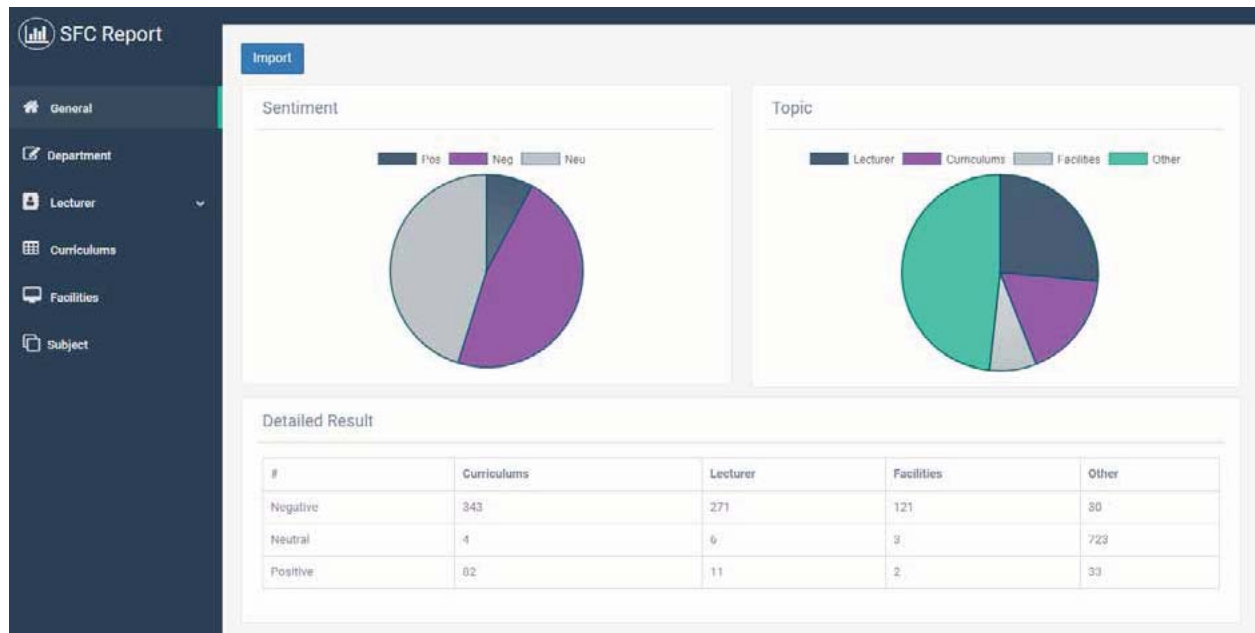 SFC Report
Import
General
Department
Lecturer
Curriculums
Facilities
Subject
Sentiment
Pos Neg Neu
Topic
Lecturer Curriculums Facilities Other
Detailed Result
# Curriculums Lecturer Facilities Other
Negative 343 271 121 80
Neutral 4 6 3 723
Positive 82 11 2 33